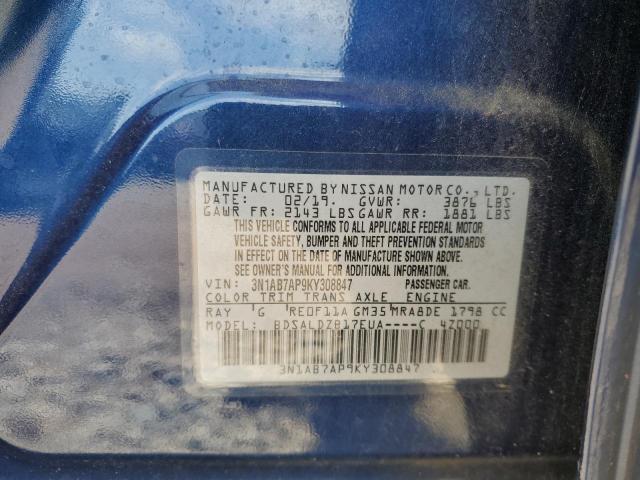 MANUFACTURED BY NISSAN MOTOR CO., LTD.
DATE: 02/19. GVWR: 3876 LBS
GAWR FR: 2143 LBS GAWR RR: 1881 LBS
THIS VEHICLE CONFORMS TO ALL APPLICABLE FEDERAL MOTOR
VEHICLE SAFETY, BUMPER AND THEFT PREVENTION STANDARDS
IN EFFECT ON THE DATE OF MANUFACTURE SHOWN ABOVE.
SEE OWNER'S MANUAL FOR ADDITIONAL INFORMATION.
VIN: 3N1AB7AP9KY308847 PASSENGER CAR.
COLOR TRIM TRANS AXLE ENGINE
RAY G RE0F11A GM35 MRA8DE 1798 CC
MODEL: BDSALDZB17EUA----C 4Z000
3N1AB7AP9KY308847